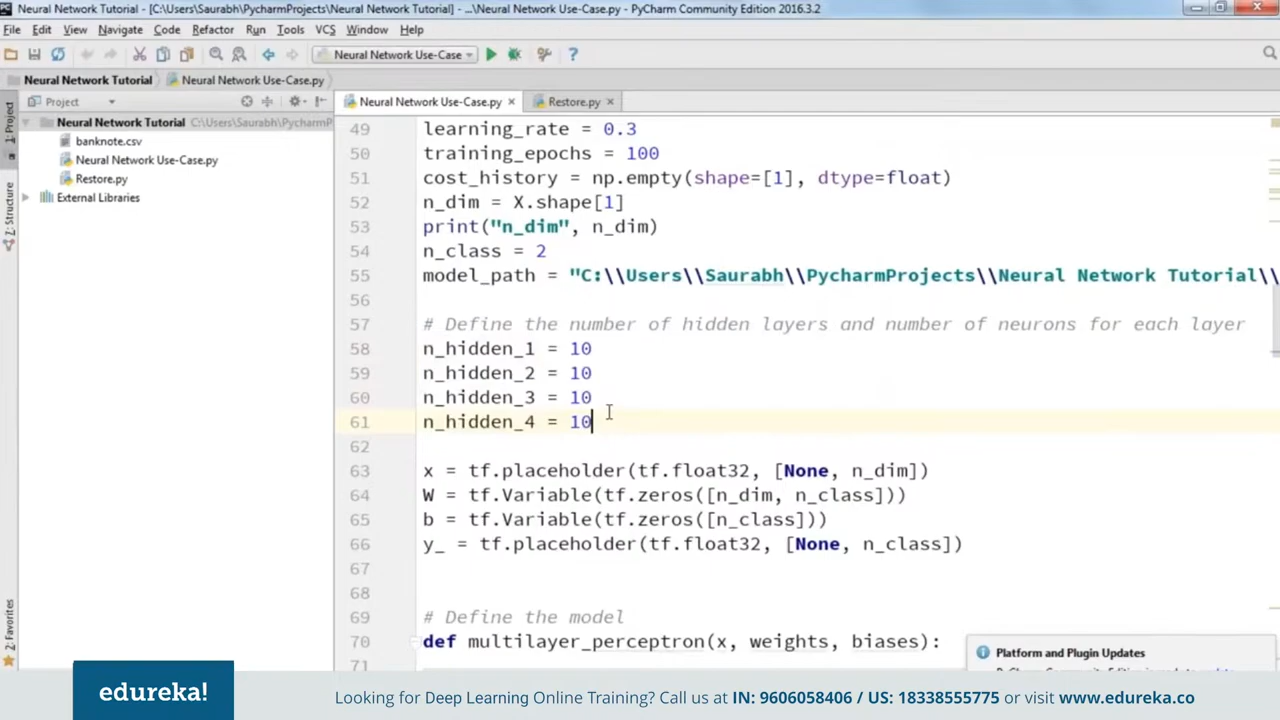 Neural Network Tutorial - [C:\Users\Saurabh\PycharmProjects\Neural Network Tutorial] - ...\Neural Network Use-Case.py - PyCharm Community Edition 2016.3.2
File Edit View Navigate Code Refactor Run Tools VCS Window Help
Neural Network Use-Case
Neural Network Tutorial Neural Network Use-Case.py
Project
Neural Network Use-Case.py
Restore.py
1: Project
Z: Structure
2: Favorites
Neural Network Tutorial C:\Users\Saurabh\PycharmP
banknote.csv
Neural Network Use-Case.py
Restore.py
External Libraries
49 learning_rate = 0.3
50 training_epochs = 100
51 cost_history = np.empty(shape=[1], dtype=float)
52 n_dim = X.shape[1]
53 print("n_dim", n_dim)
54 n_class = 2
55 model_path = "C:\\Users\\Saurabh\\PycharmProjects\\Neural Network Tutorial\\
56
57 # Define the number of hidden layers and number of neurons for each layer
58 n_hidden_1 = 10
59 n_hidden_2 = 10
60 n_hidden_3 = 10
61 n_hidden_4 = 10
62
63 x = tf.placeholder(tf.float32, [None, n_dim])
64 W = tf.Variable(tf.zeros([n_dim, n_class]))
65 b = tf.Variable(tf.zeros([n_class]))
66 y_ = tf.placeholder(tf.float32, [None, n_class])
67
68
69 # Define the model
70 def multilayer_perceptron(x, weights, biases):
71
Platform and Plugin Updates
edureka!
Looking for Deep Learning Online Training? Call us at IN: 9606058406 / US: 18338555775 or visit www.edureka.co